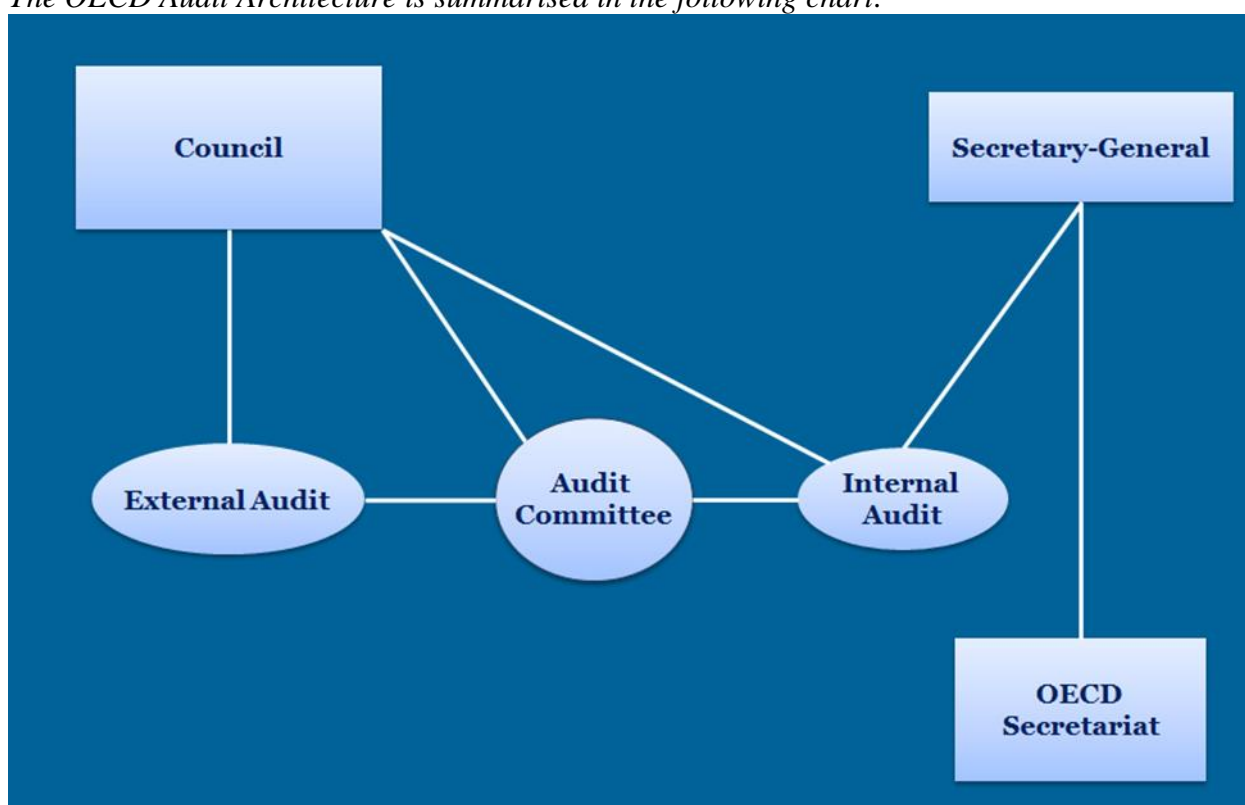 The OECD Audit Architecture is summarised in the following chart:
Council
Secretary-General
External Audit
Audit
Committee
Internal
Audit
OECD
Secretariat